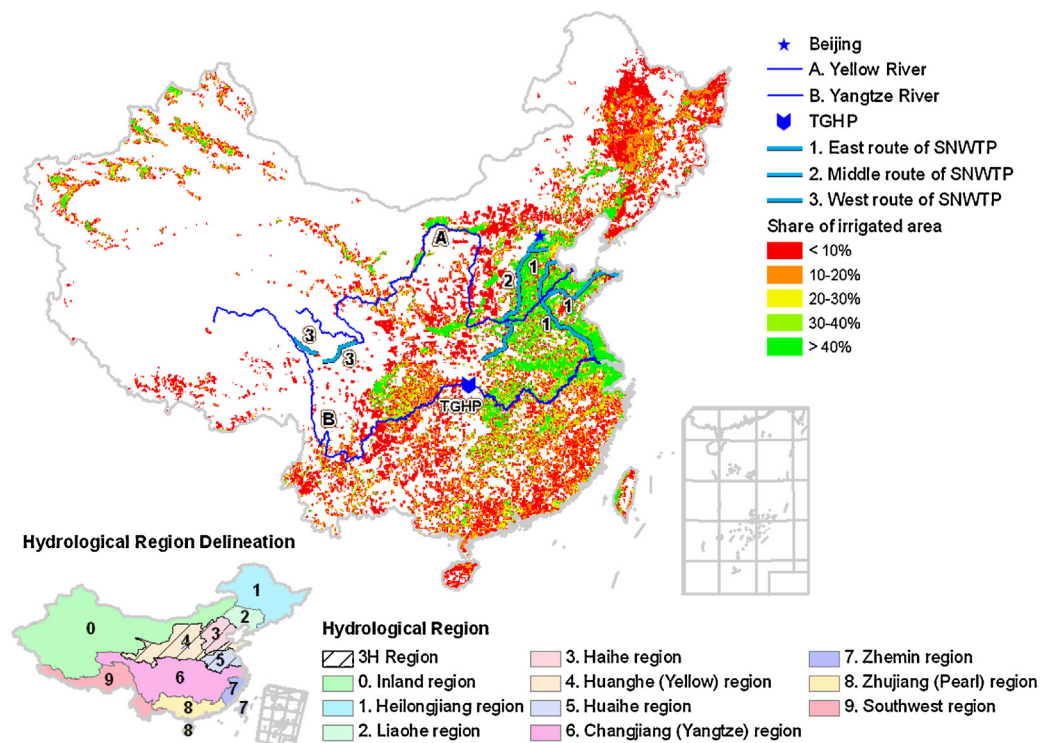 Beijing
A. Yellow River
B. Yangtze River
TGHP
1. East route of SNWTP
2. Middle route of SNWTP
3. West route of SNWTP
Share of irrigated area
< 10%
10-20%
20-30%
30-40%
> 40%
A
1
2
1
1
3
3
B
TGHP
Hydrological Region Delineation
1
2
0
3
4
5
9
6
7
8
7
8
Hydrological Region
3H Region
0. Inland region
1. Heilongjiang region
2. Liaohe region
3. Haihe region
4. Huanghe (Yellow) region
5. Huaihe region
6. Changjiang (Yangtze) region
7. Zhemin region
8. Zhujiang (Pearl) region
9. Southwest region